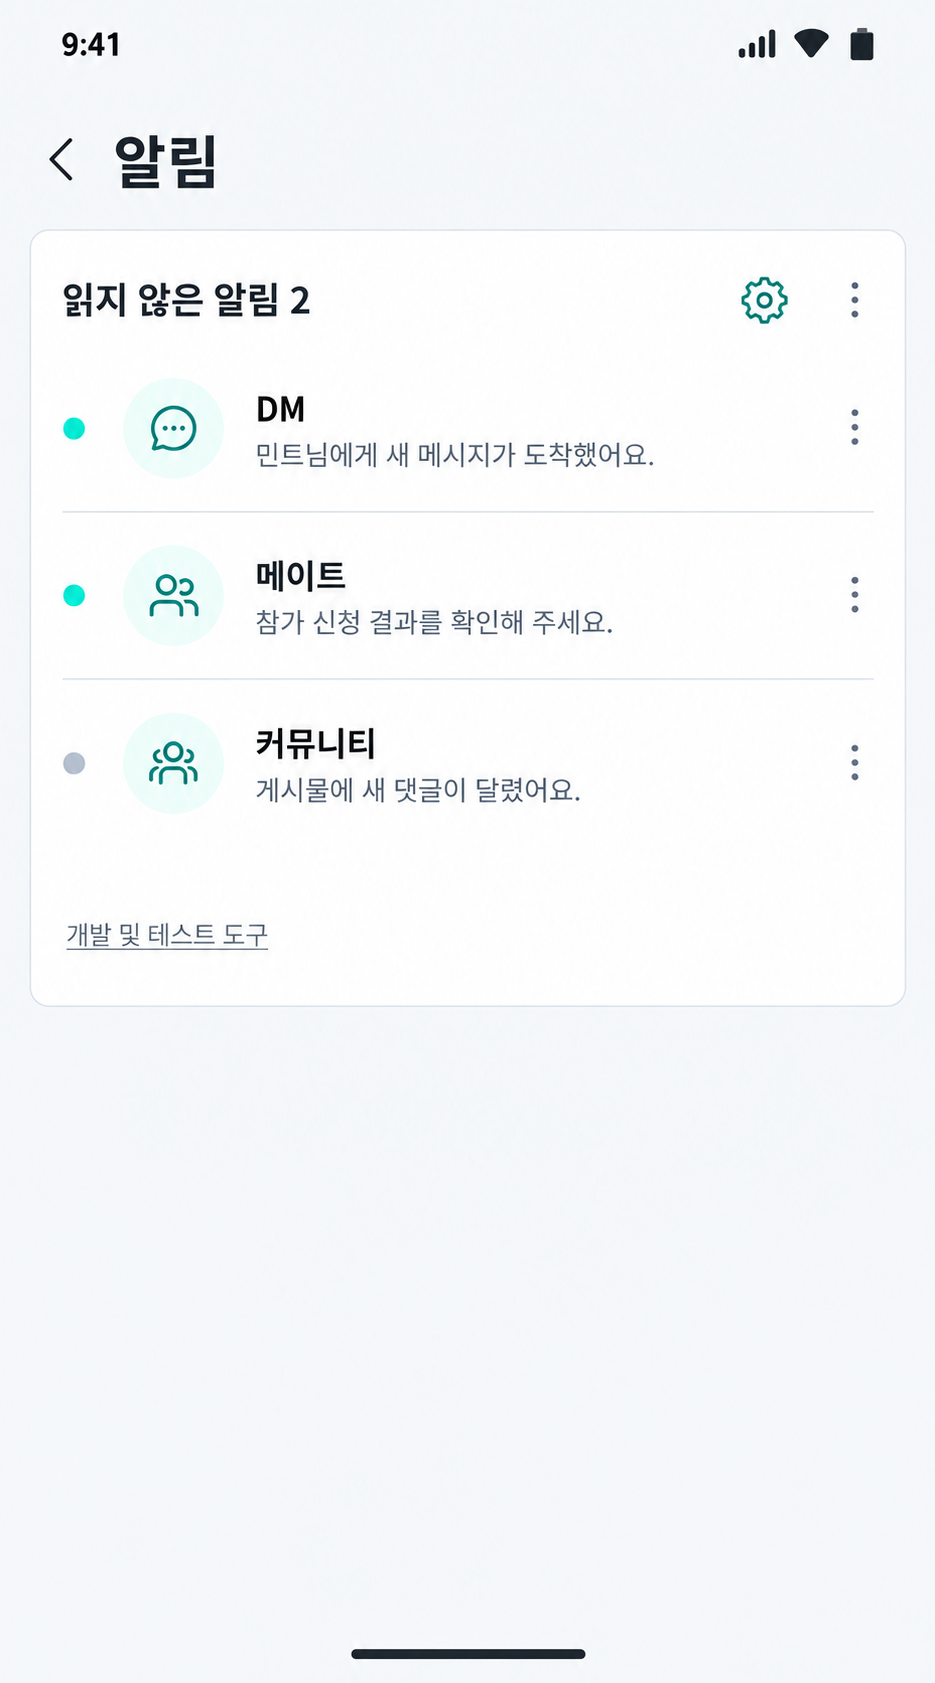 9:41
알림
읽지 않은 알림 2
DM
민트님에게 새 메시지가 도착했어요.
메이트
참가 신청 결과를 확인해 주세요.
커뮤니티
게시물에 새 댓글이 달렸어요.
개발 및 테스트 도구